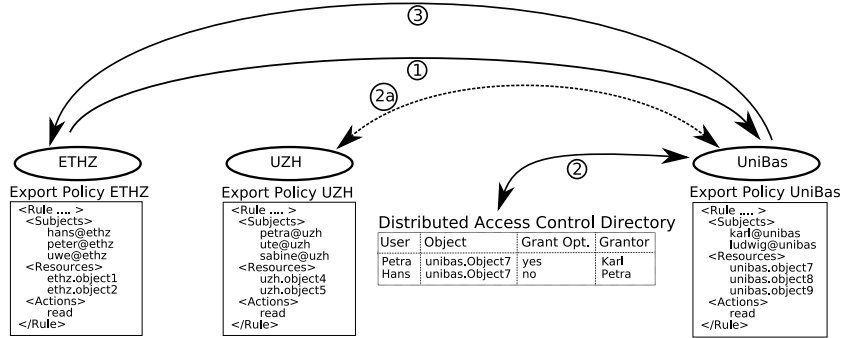 3
1
2a
ETHZ
UZH
2
UniBas
Export Policy ETHZ
<Rule .... >
<Subjects>
hans@ethz
peter@ethz
uwe@ethz
<Resources>
ethz.object1
ethz.object2
<Actions>
read
</Rule>
Export Policy UZH
<Rule .... >
<Subjects>
petra@uzh
ute@uzh
sabine@uzh
<Resources>
uzh.object4
uzh.object5
<Actions>
read
</Rule>
Distributed Access Control Directory
User Object Grant Opt. Grantor
Petra unibas.Object7 yes Karl
Hans unibas.Object7 no Petra
Export Policy UniBas
<Rule .... >
<Subjects>
karl@unibas
ludwig@unibas
<Resources>
unibas.object7
unibas.object8
unibas.object9
<Actions>
read
</Rule>